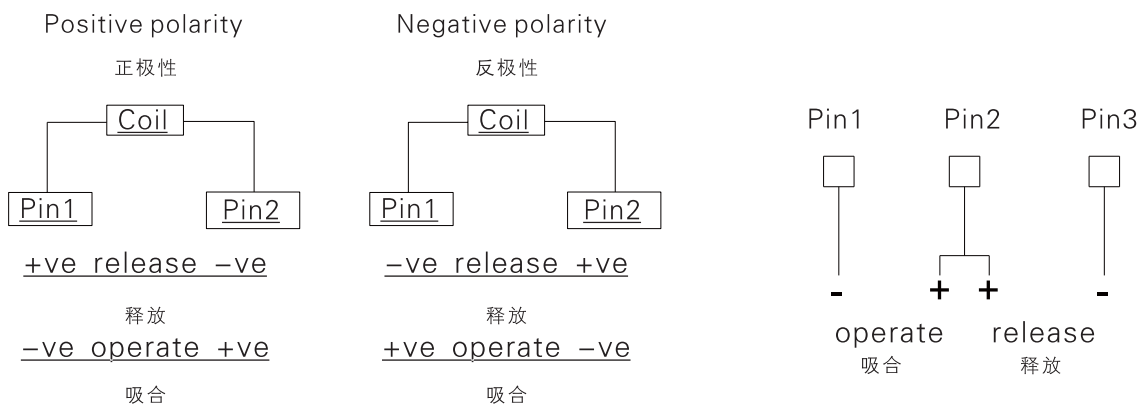 Positive polarity
正极性
Coil
Pin1 Pin2
+ve release −ve
释放
−ve operate +ve
吸合
Negative polarity
反极性
Coil
Pin1 Pin2
−ve release +ve
释放
+ve operate −ve
吸合
Pin1 Pin2 Pin3
- + + -
operate release
吸合 释放